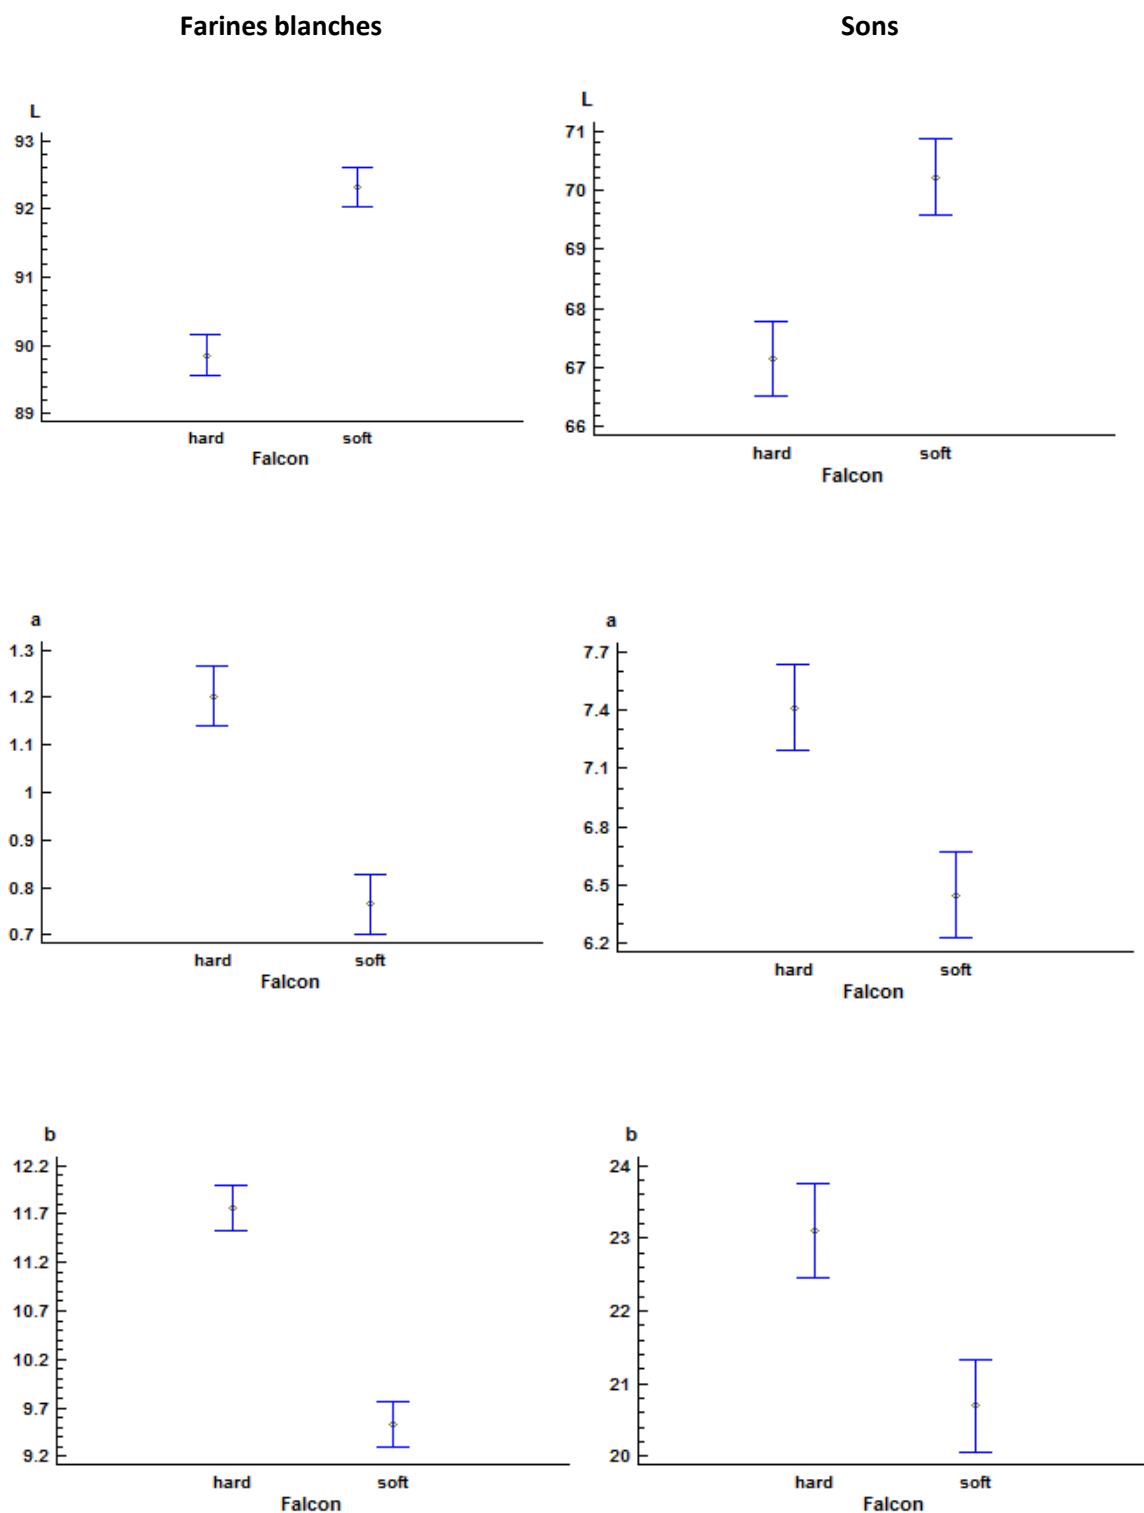 Farines blanches
Sons
L
93
92
91
90
89
hard soft
Falcon
L
71
70
69
68
67
66
hard soft
Falcon
a
1.3
1.2
1.1
1
0.9
0.8
0.7
hard soft
Falcon
a
7.7
7.4
7.1
6.8
6.5
6.2
hard soft
Falcon
b
12.2
11.7
11.2
10.7
10.2
9.7
9.2
hard soft
Falcon
b
24
23
22
21
20
hard soft
Falcon